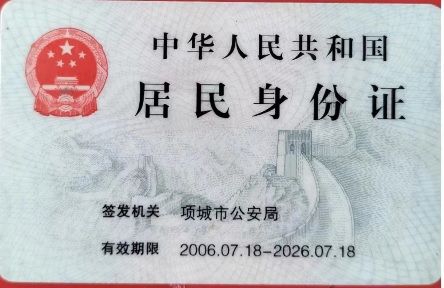 中华人民共和国
居民身份证
签发机关 项城市公安局
有效期限 2006.07.18-2026.07.18